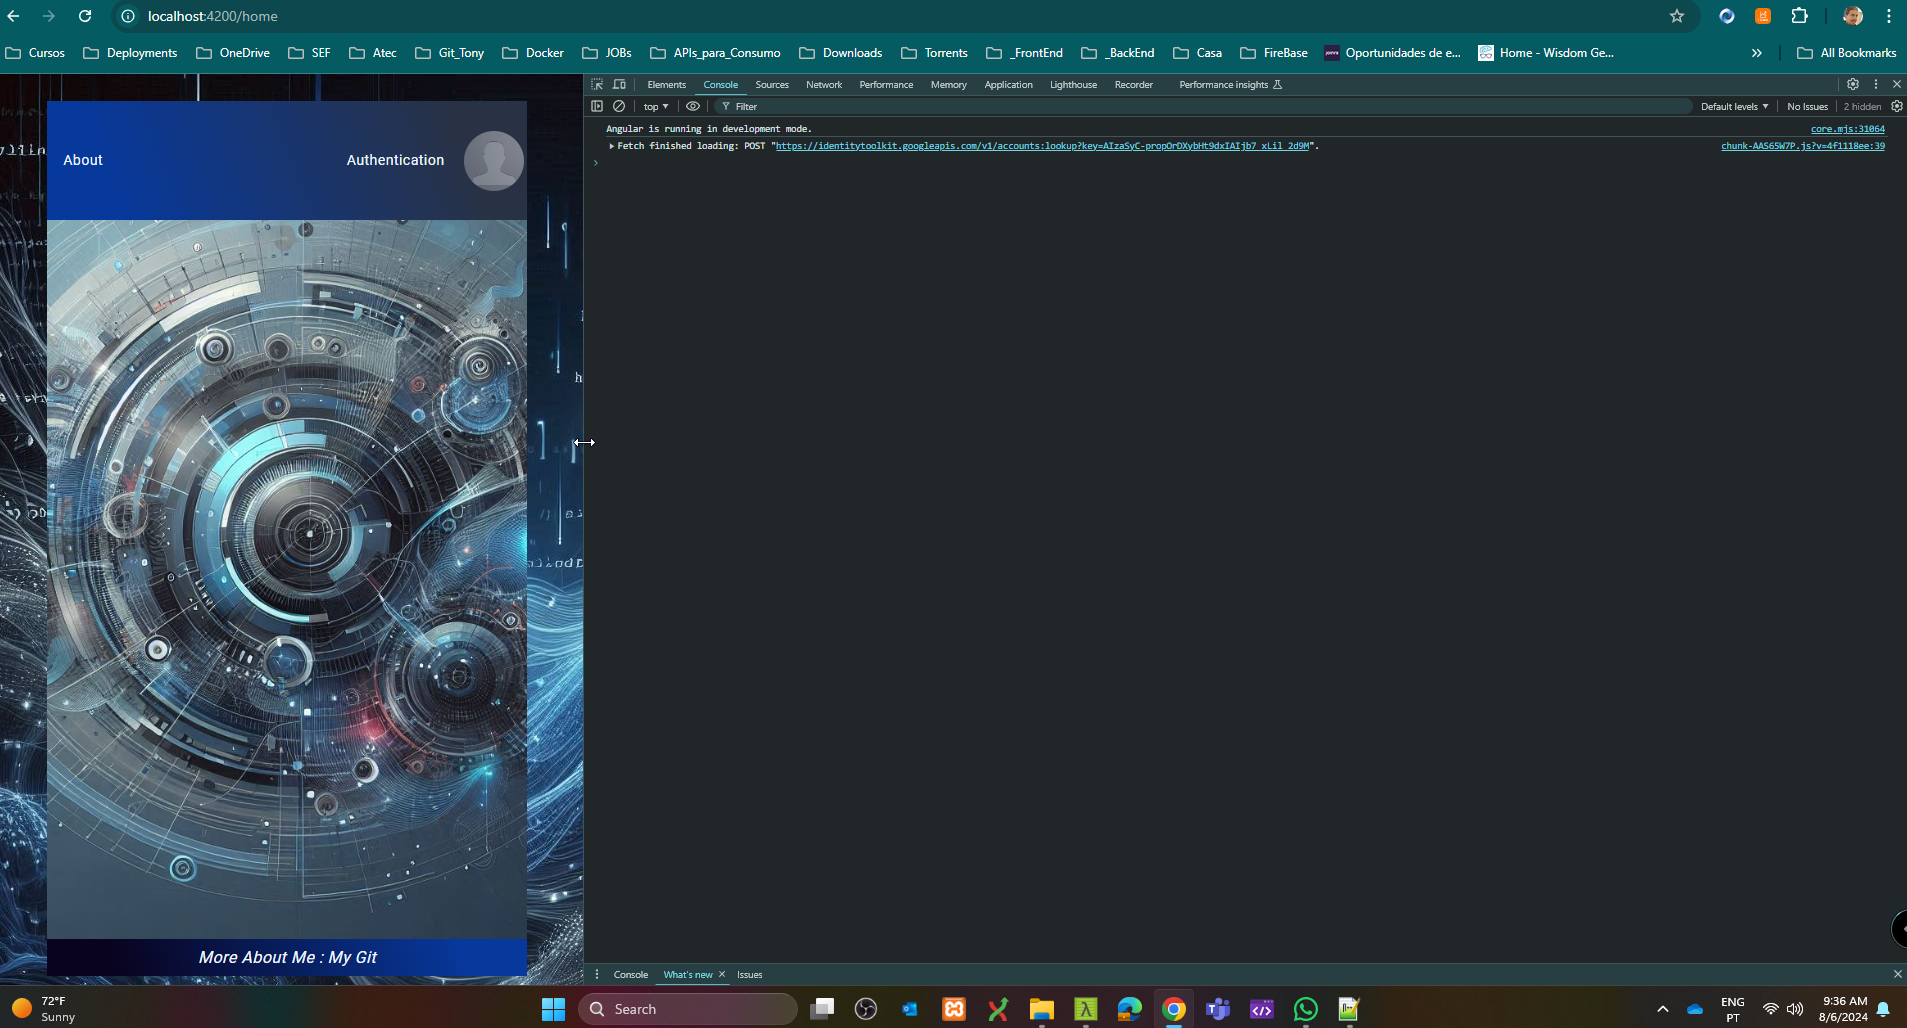 localhost:4200/home
Cursos Deployments OneDrive SEF Atec Git_Tony Docker JOBs APIs_para_Consumo Downloads Torrents _FrontEnd _BackEnd Casa FireBase Oportunidades de e... Home - Wisdom Ge... » All Bookmarks
Elements Console Sources Network Performance Memory Application Lighthouse Recorder Performance insights
top Filter Default levels No Issues 2 hidden
Angular is running in development mode. core.mjs:31064
Fetch finished loading: POST "https://identitytoolkit.googleapis.com/v1/accounts:lookup?key= chunk-AAS65W7P.js?v=4f1118ee:39
About Authentication
More About Me : My Git
Console What's new Issues
72°F
Sunny
Search
ENG
PT
9:36 AM
8/6/2024